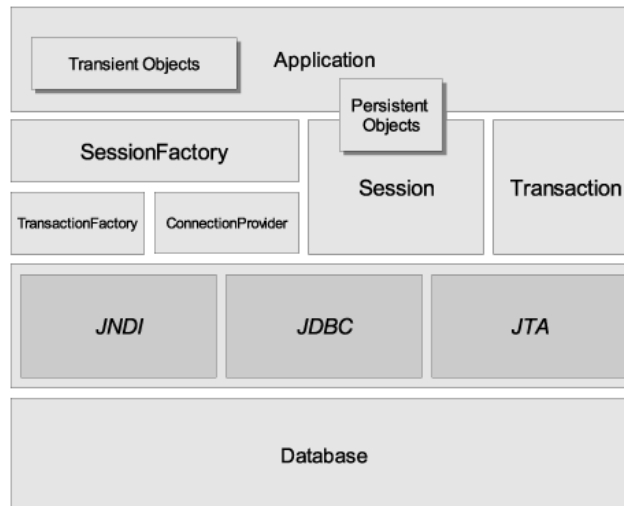 Transient Objects
Application
Persistent
Objects
SessionFactory
Session
Transaction
TransactionFactory
ConnectionProvider
JNDI
JDBC
JTA
Database